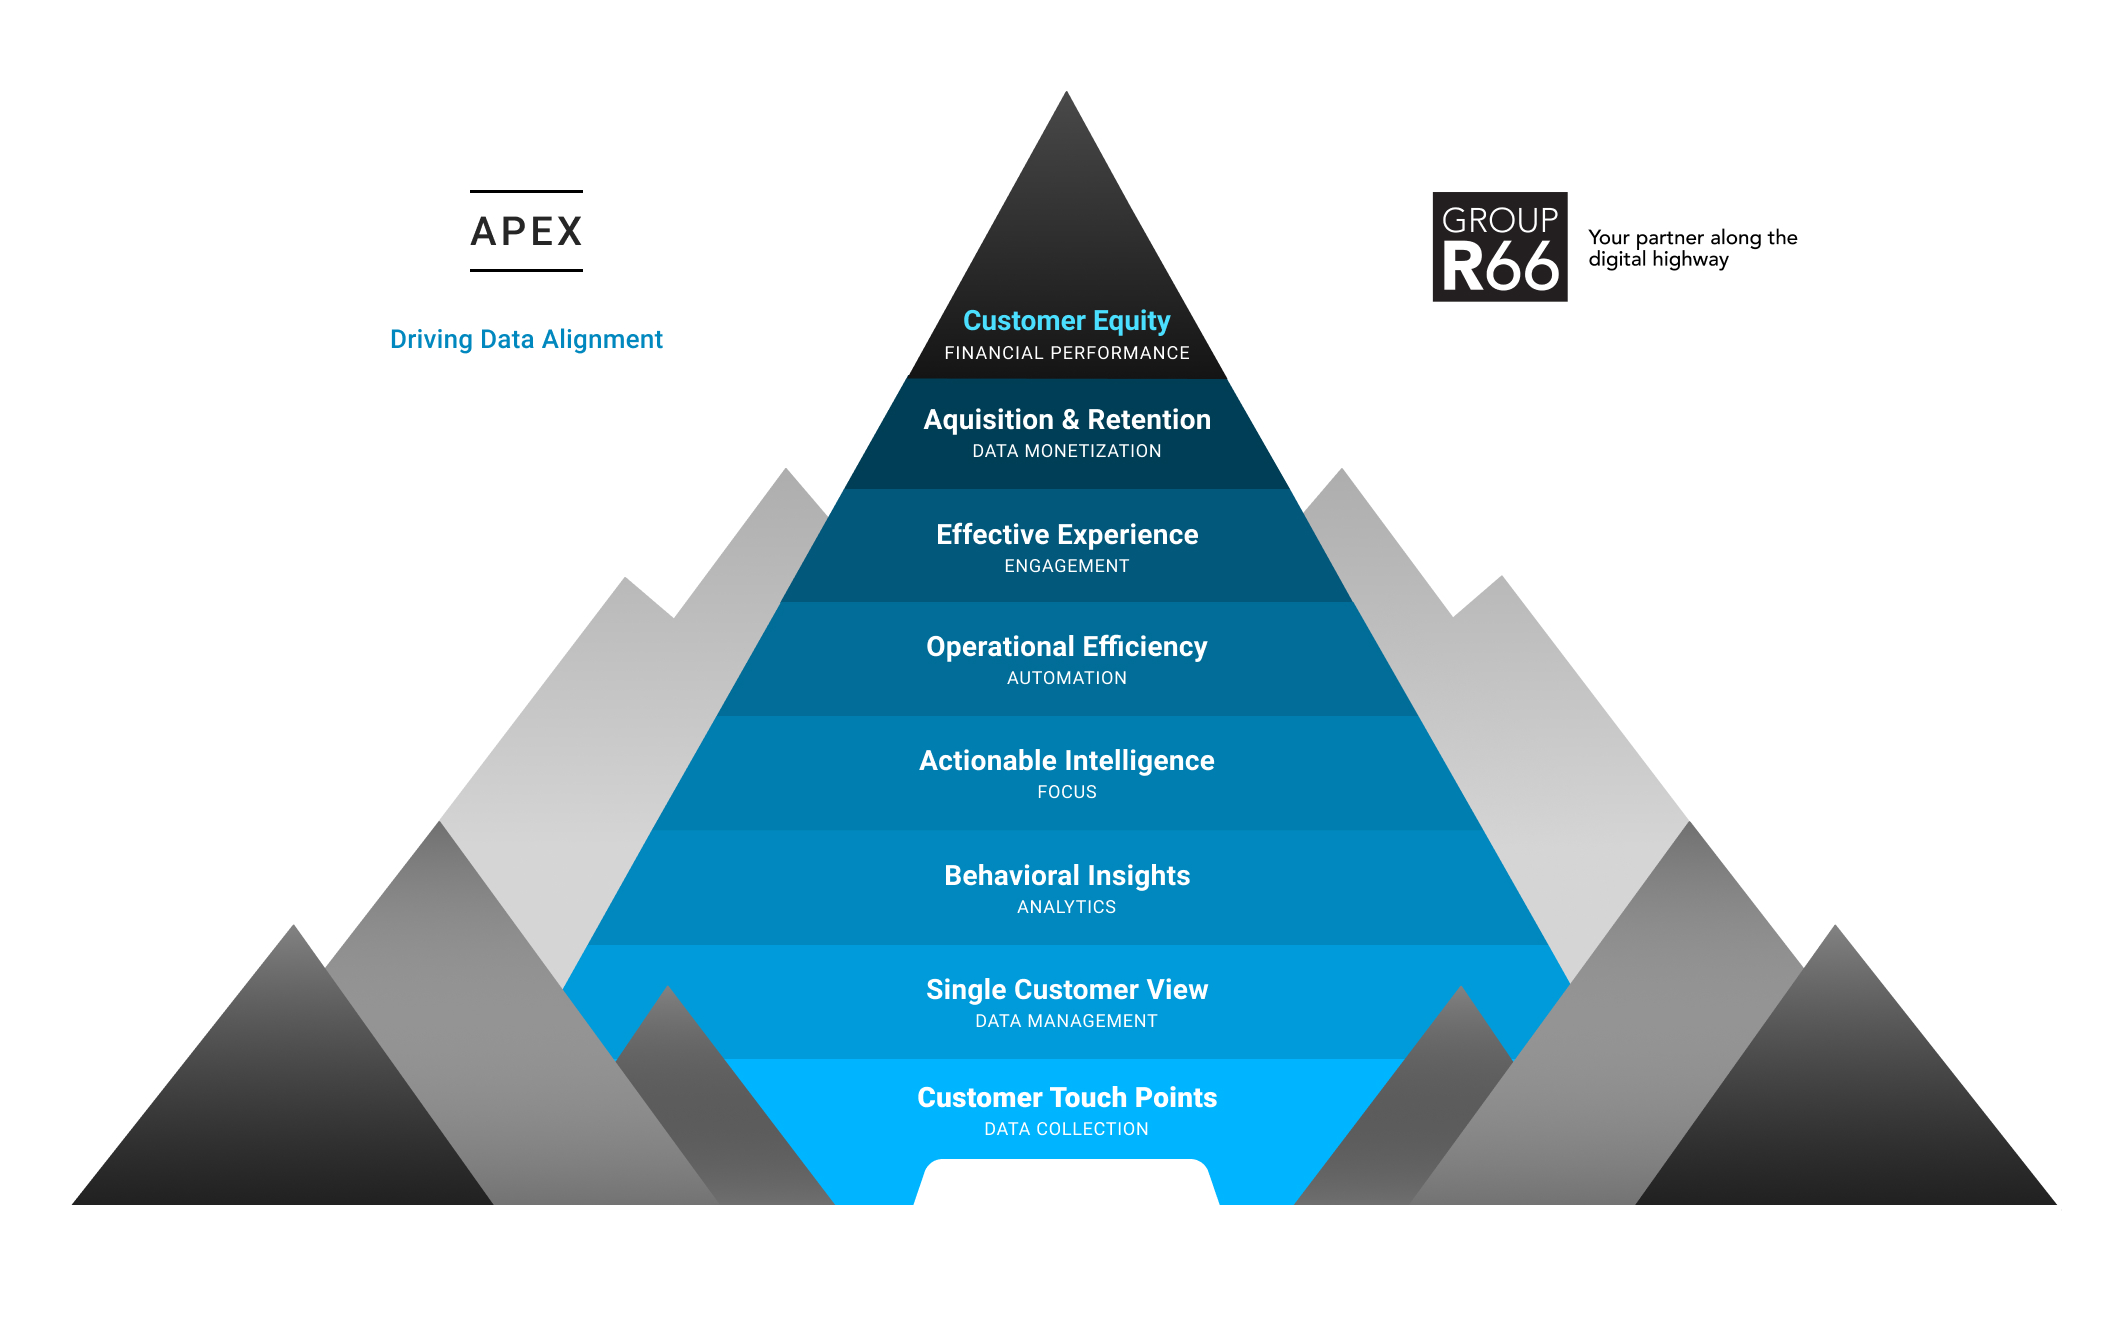 APEX
Driving Data Alignment
GROUP
R66
Your partner along the
digital highway
Customer Equity
FINANCIAL PERFORMANCE
Aquisition & Retention
DATA MONETIZATION
Effective Experience
ENGAGEMENT
Operational Efficiency
AUTOMATION
Actionable Intelligence
FOCUS
Behavioral Insights
ANALYTICS
Single Customer View
DATA MANAGEMENT
Customer Touch Points
DATA COLLECTION